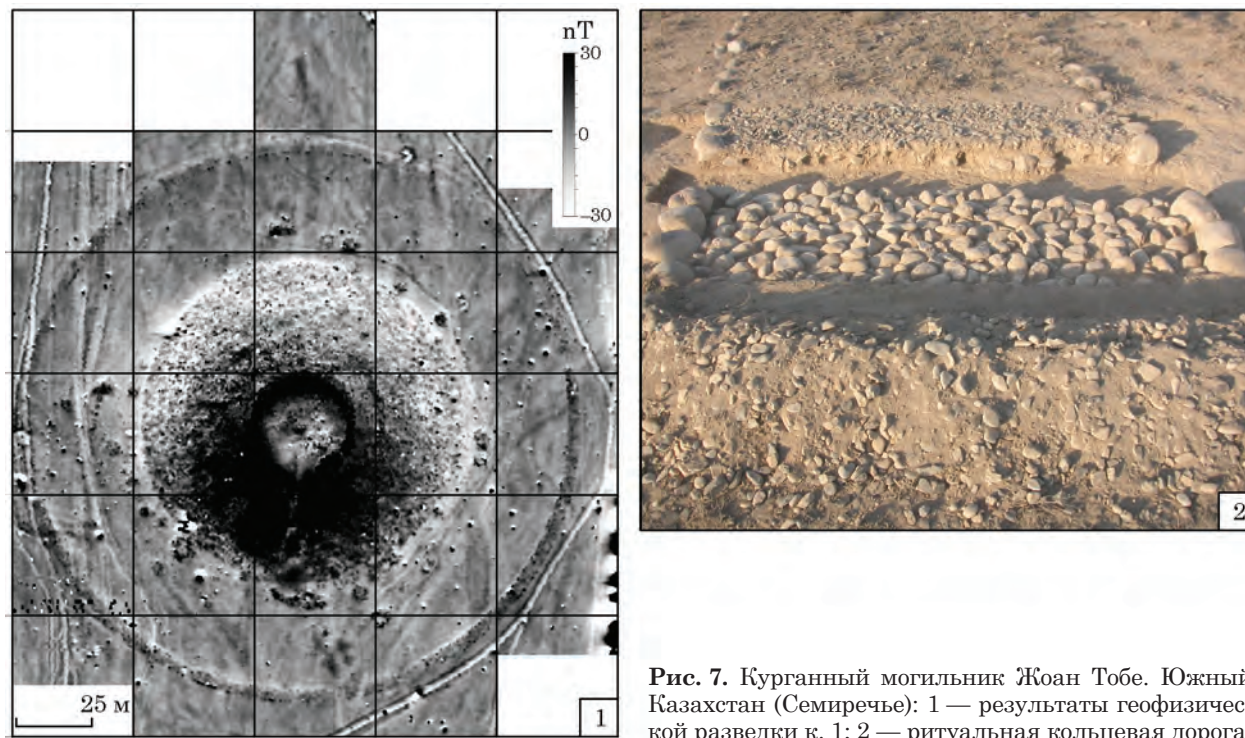 nT
30
0
–30
25 м
1
2
Рис. 7. Курганный могильник Жоан Тобе. Южный
Казахстан (Семиречье): 1 — результаты геофизичес-
кой разведки к. 1; 2 — ритуальная кольцевая дорога